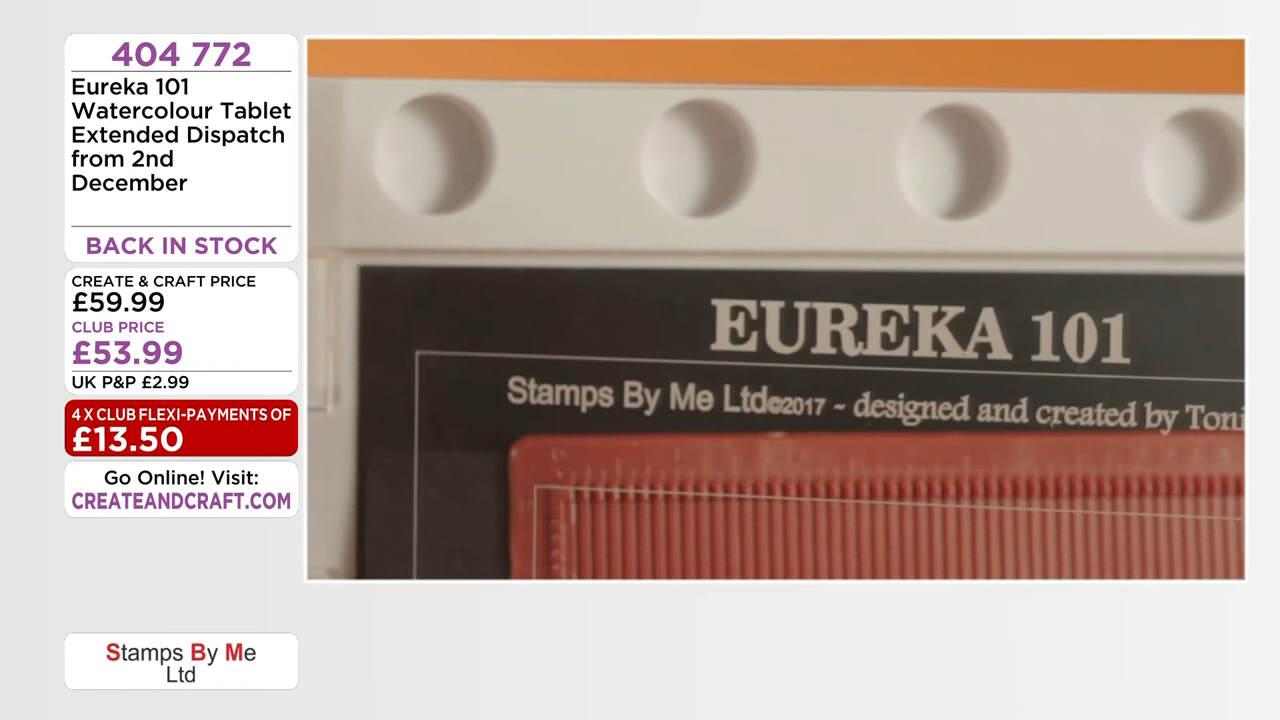 404 772
Eureka 101
Watercolour Tablet
Extended Dispatch
from 2nd
December
BACK IN STOCK
CREATE & CRAFT PRICE
£59.99
CLUB PRICE
£53.99
UK P&P £2.99
4 X CLUB FLEXI-PAYMENTS OF
£13.50
Go Online! Visit:
CREATEANDCRAFT.COM
Stamps By Me
Ltd
EUREKA 101
Stamps By Me Ltd©2017 ~ designed and created by Toni